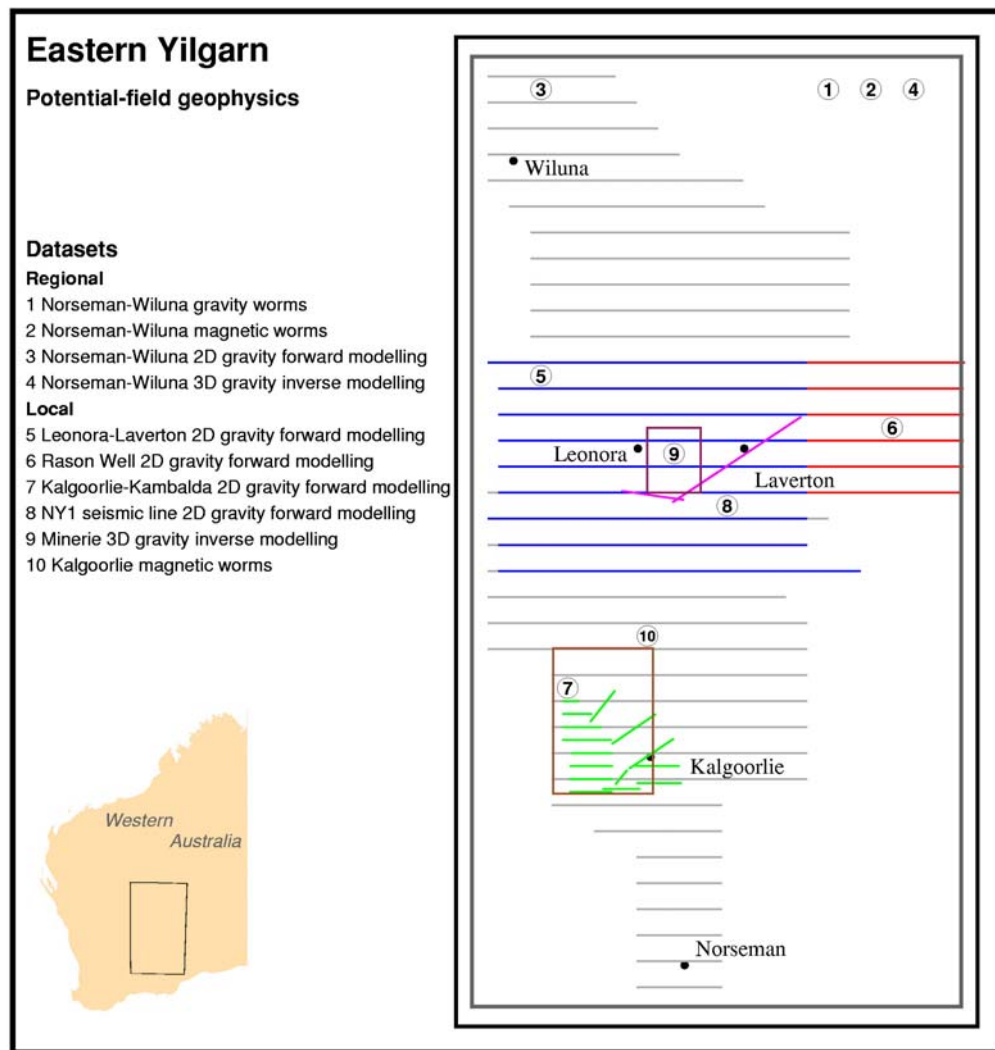 Eastern Yilgarn
Potential-field geophysics
Datasets
Regional
1 Norseman-Wiluna gravity worms
2 Norseman-Wiluna magnetic worms
3 Norseman-Wiluna 2D gravity forward modelling
4 Norseman-Wiluna 3D gravity inverse modelling
Local
5 Leonora-Laverton 2D gravity forward modelling
6 Rason Well 2D gravity forward modelling
7 Kalgoorlie-Kambalda 2D gravity forward modelling
8 NY1 seismic line 2D gravity forward modelling
9 Minerie 3D gravity inverse modelling
10 Kalgoorlie magnetic worms
Western
Australia
3
1 2 4
Wiluna
5
6
Leonora
9
Laverton
8
10
7
Kalgoorlie
Norseman